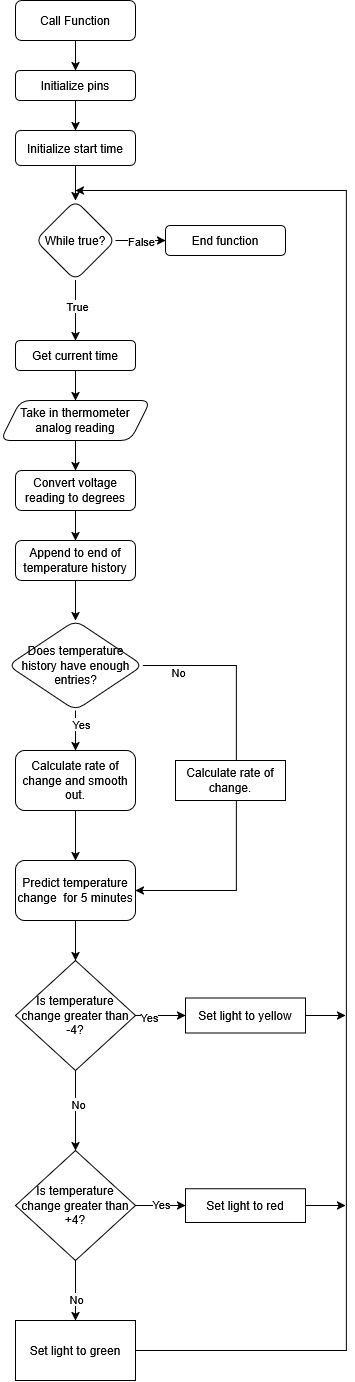 Call Function
Initialize pins
Initialize start time
While true?
False
End function
True
Get current time
Take in thermometer
analog reading
Convert voltage
reading to degrees
Append to end of
temperature history
Does temperature
history have enough
entries?
No
Yes
Calculate rate of
change and smooth
out.
Calculate rate of
change.
Predict temperature
change for 5 minutes
Is temperature
change greater than
-4?
Yes
Set light to yellow
No
Is temperature
change greater than
+4?
Yes
Set light to red
No
Set light to green